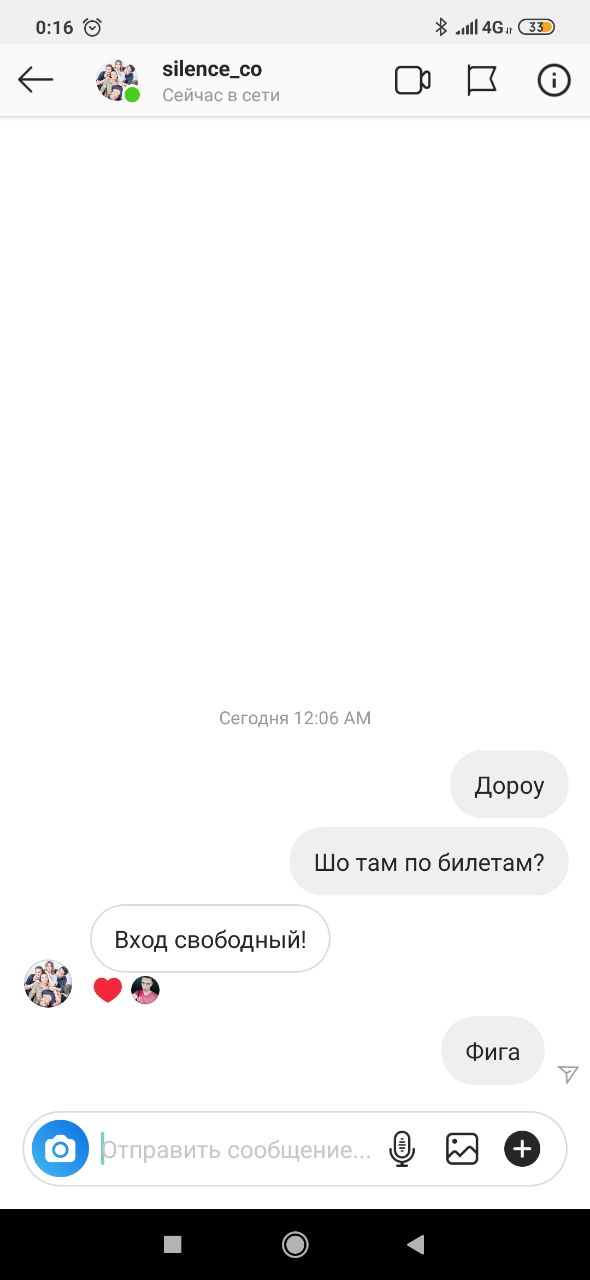 0:16 4G 33
silence_co
Сейчас в сети
Сегодня 12:06 AM
Дороу
Шо там по билетам?
Вход свободный!
Фига
Отправить сообщение...